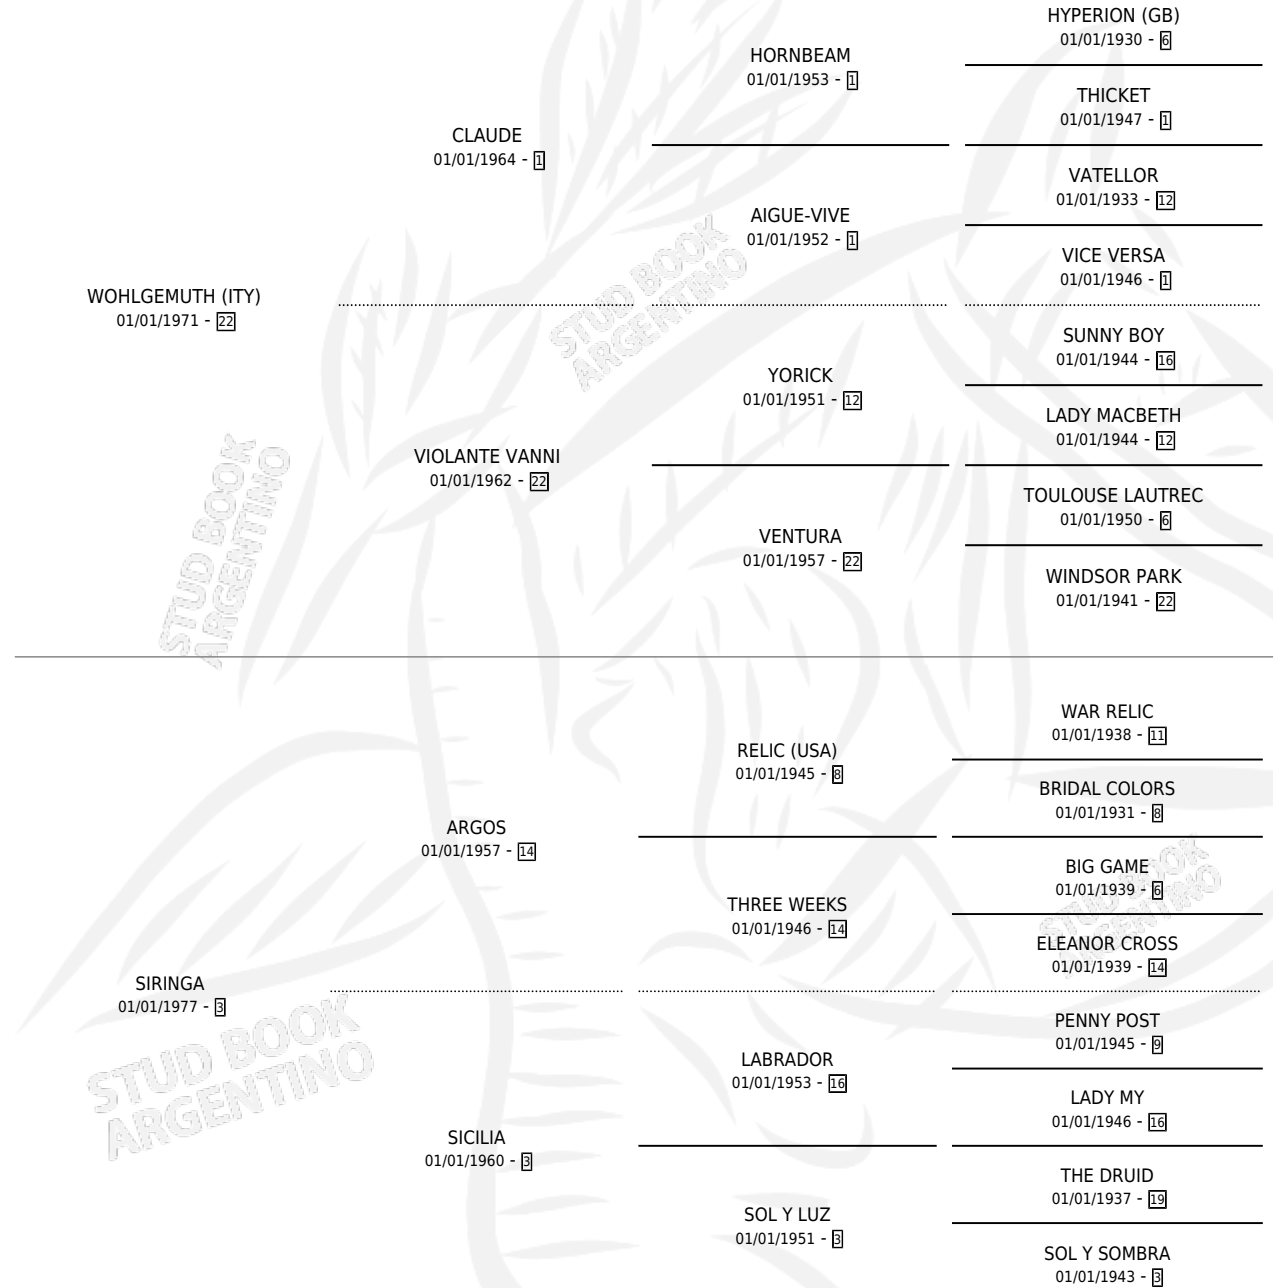 HYPERION (GB)
01/01/1930 - 6
HORNBEAM
01/01/1953 - 1
THICKET
01/01/1947 - 1
CLAUDE
01/01/1964 - 1
VATELLOR
01/01/1933 - 12
AIGUE-VIVE
01/01/1952 - 1
VICE VERSA
01/01/1946 - 1
WOHLGEMUTH (ITY)
01/01/1971 - 22
SUNNY BOY
01/01/1944 - 16
YORICK
01/01/1951 - 12
LADY MACBETH
01/01/1944 - 12
VIOLANTE VANNI
01/01/1962 - 22
TOULOUSE LAUTREC
01/01/1950 - 6
VENTURA
01/01/1957 - 22
WINDSOR PARK
01/01/1941 - 22
WAR RELIC
01/01/1938 - 11
RELIC (USA)
01/01/1945 - 8
BRIDAL COLORS
01/01/1931 - 8
ARGOS
01/01/1957 - 14
BIG GAME
01/01/1939 - 6
THREE WEEKS
01/01/1946 - 14
ELEANOR CROSS
01/01/1939 - 14
SIRINGA
01/01/1977 - 3
PENNY POST
01/01/1945 - 9
LABRADOR
01/01/1953 - 16
LADY MY
01/01/1946 - 16
SICILIA
01/01/1960 - 3
THE DRUID
01/01/1937 - 19
SOL Y LUZ
01/01/1951 - 3
SOL Y SOMBRA
01/01/1943 - 3
STUD BOOK
ARGENTINO
STUD BOOK
ARGENTINO
STUD BOOK
ARGENTINO
STUD BOOK
ARGENTINO